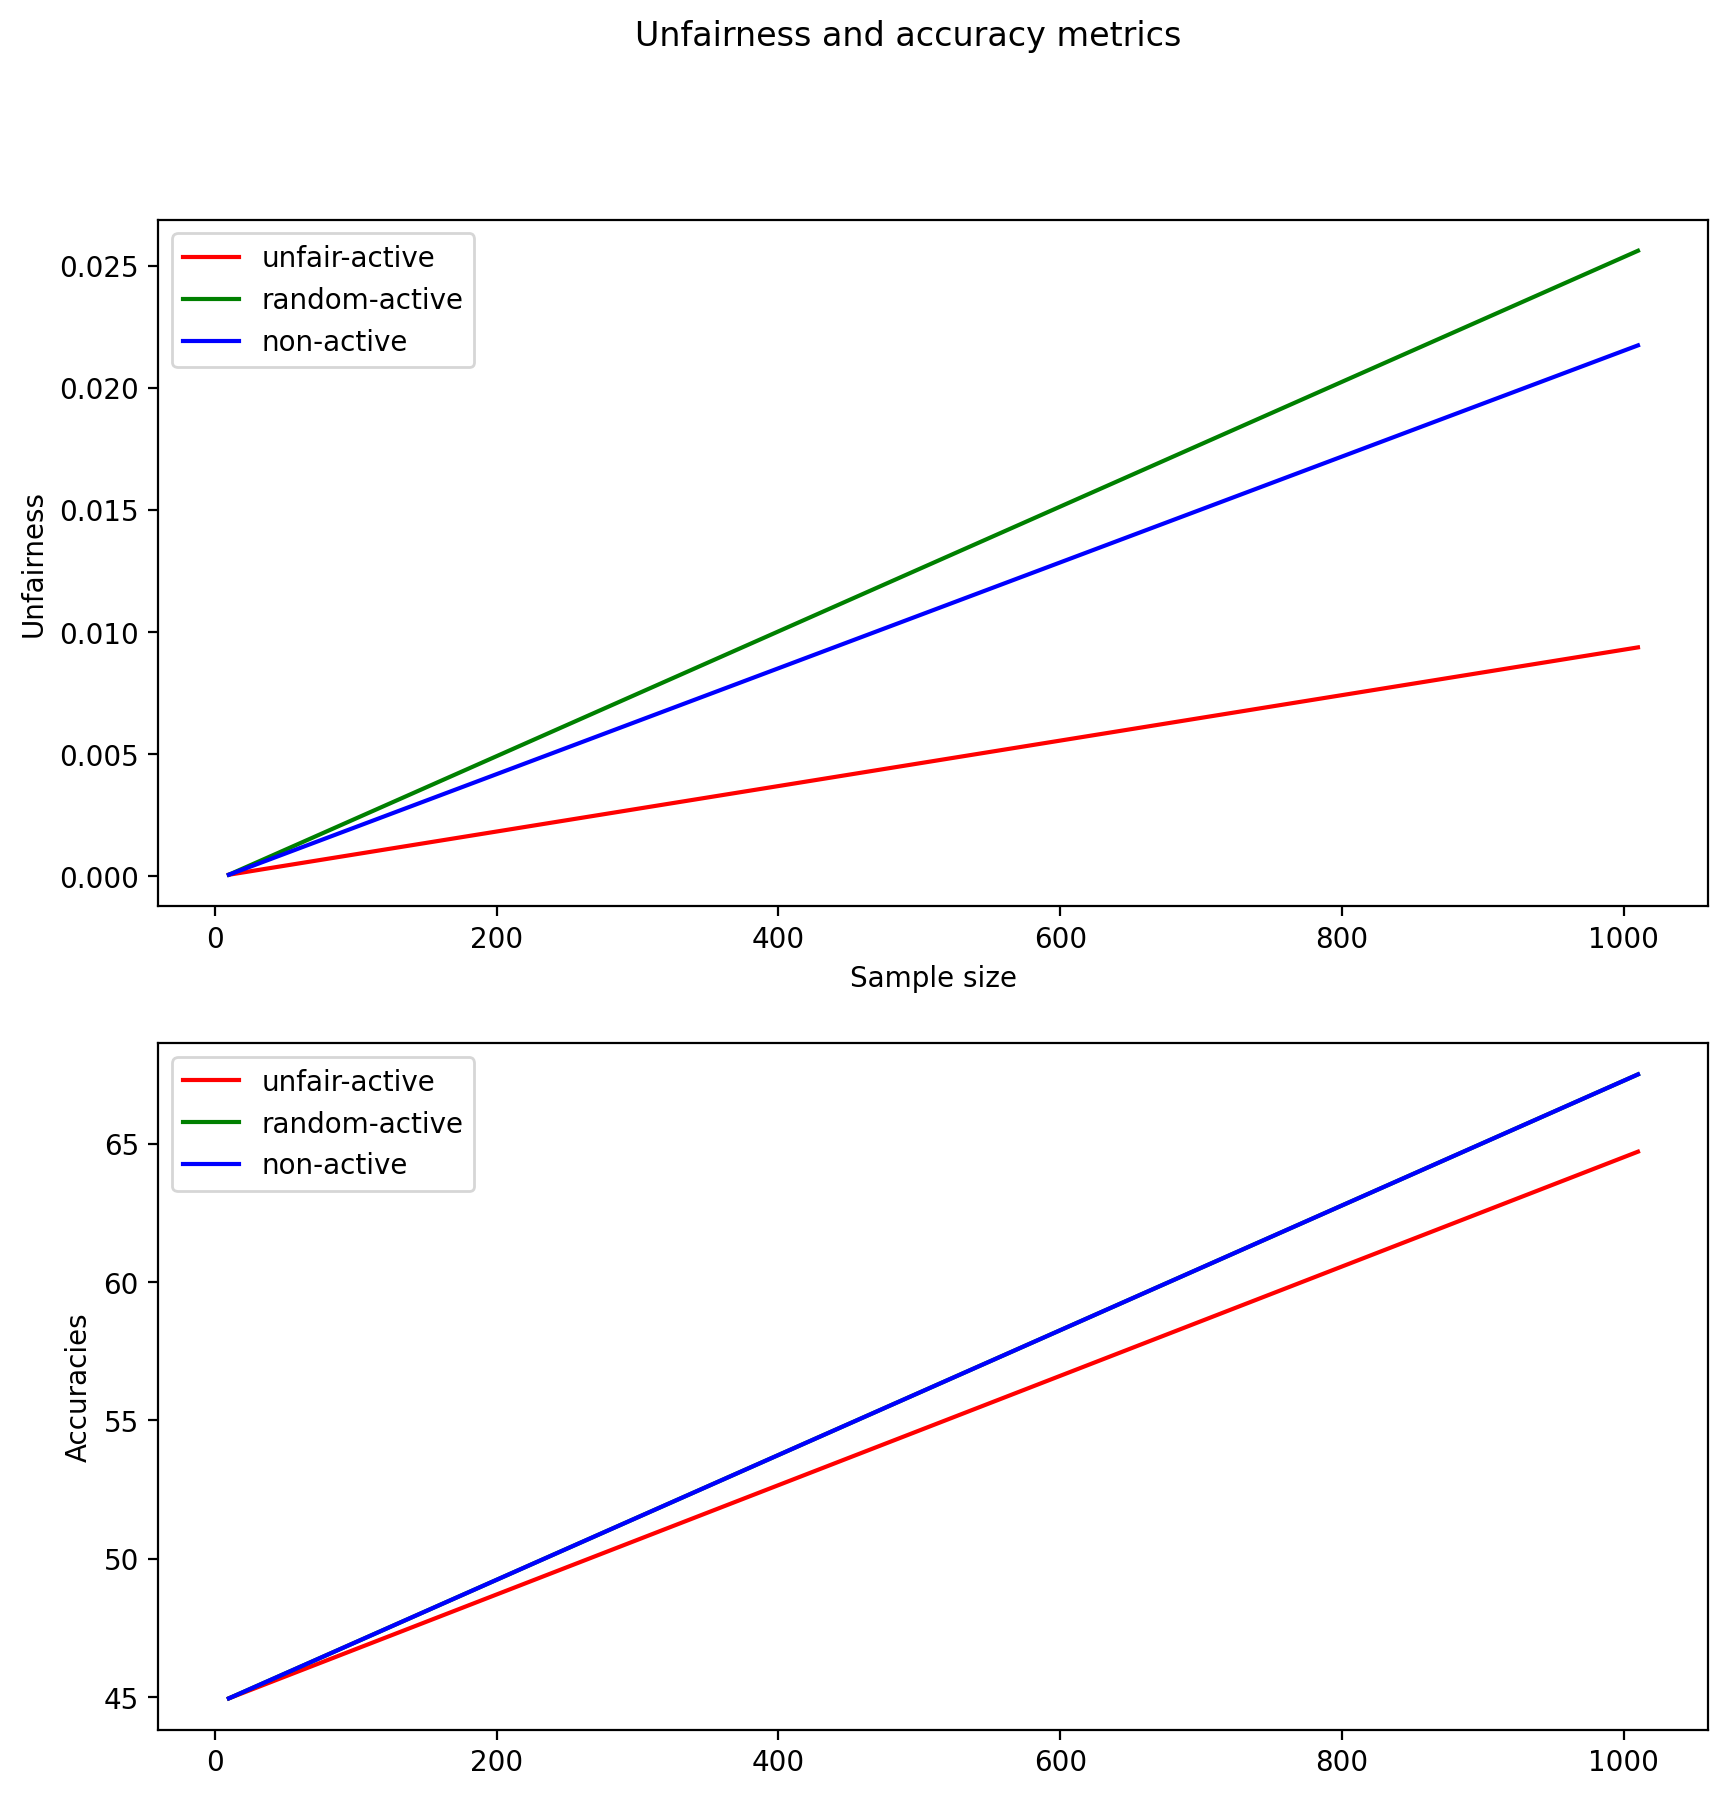 Unfairness and accuracy metrics
unfair-active
random-active
non-active
0.025
0.020
0.015
0.010
0.005
0.000
Unfairness
0 200 400 600 800 1000
Sample size
unfair-active
random-active
non-active
65
60
55
50
45
Accuracies
0 200 400 600 800 1000